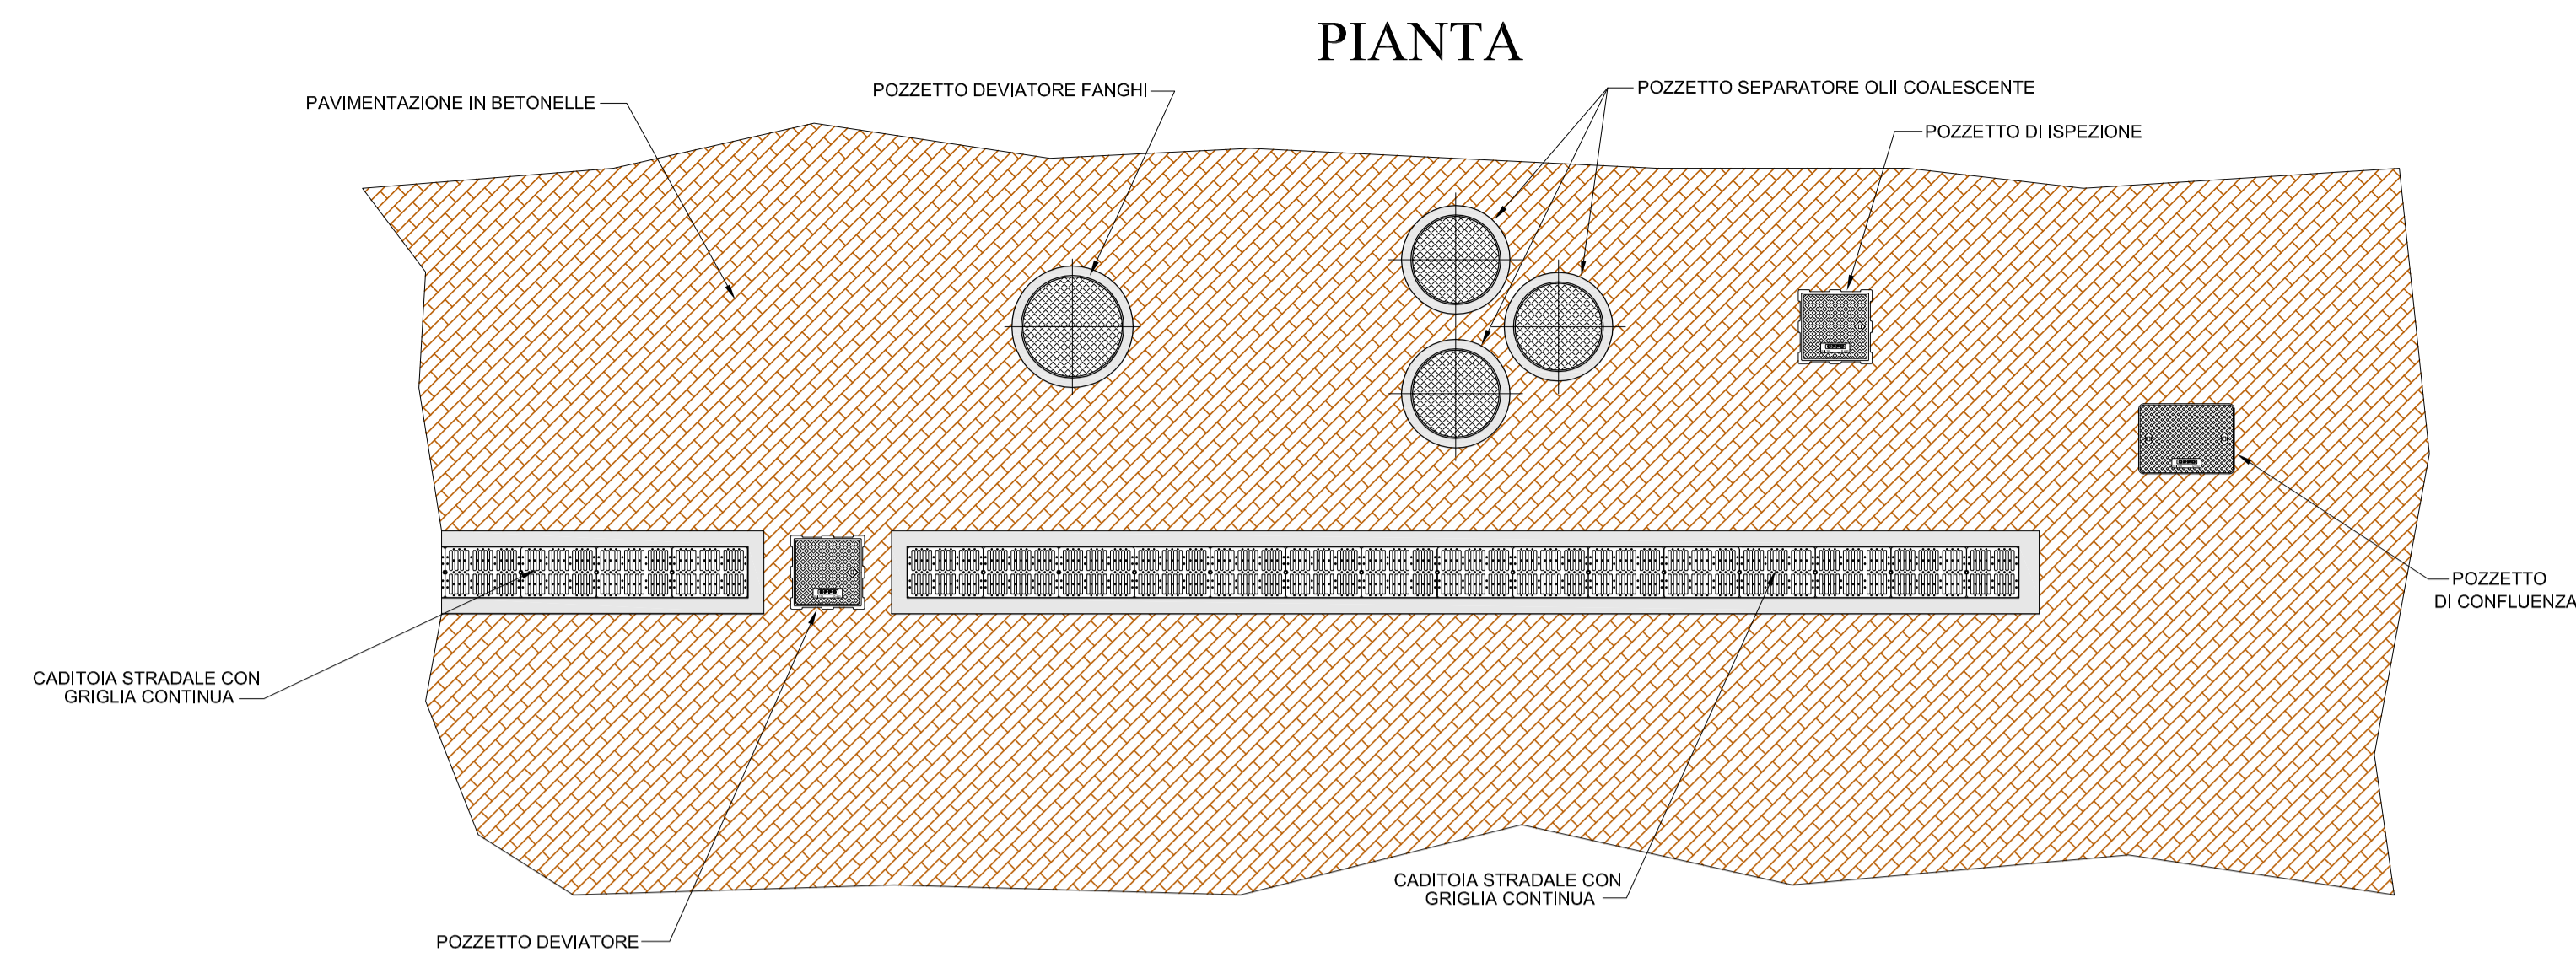 PIANTA
PAVIMENTAZIONE IN BETONELLE
POZZETTO DEVIATORE FANGHI
POZZETTO SEPARATORE OLII COALESCENTE
POZZETTO DI ISPEZIONE
POZZETTO
DI CONFLUENZA
CADITOIA STRADALE CON
GRIGLIA CONTINUA
CADITOIA STRADALE CON
GRIGLIA CONTINUA
POZZETTO DEVIATORE